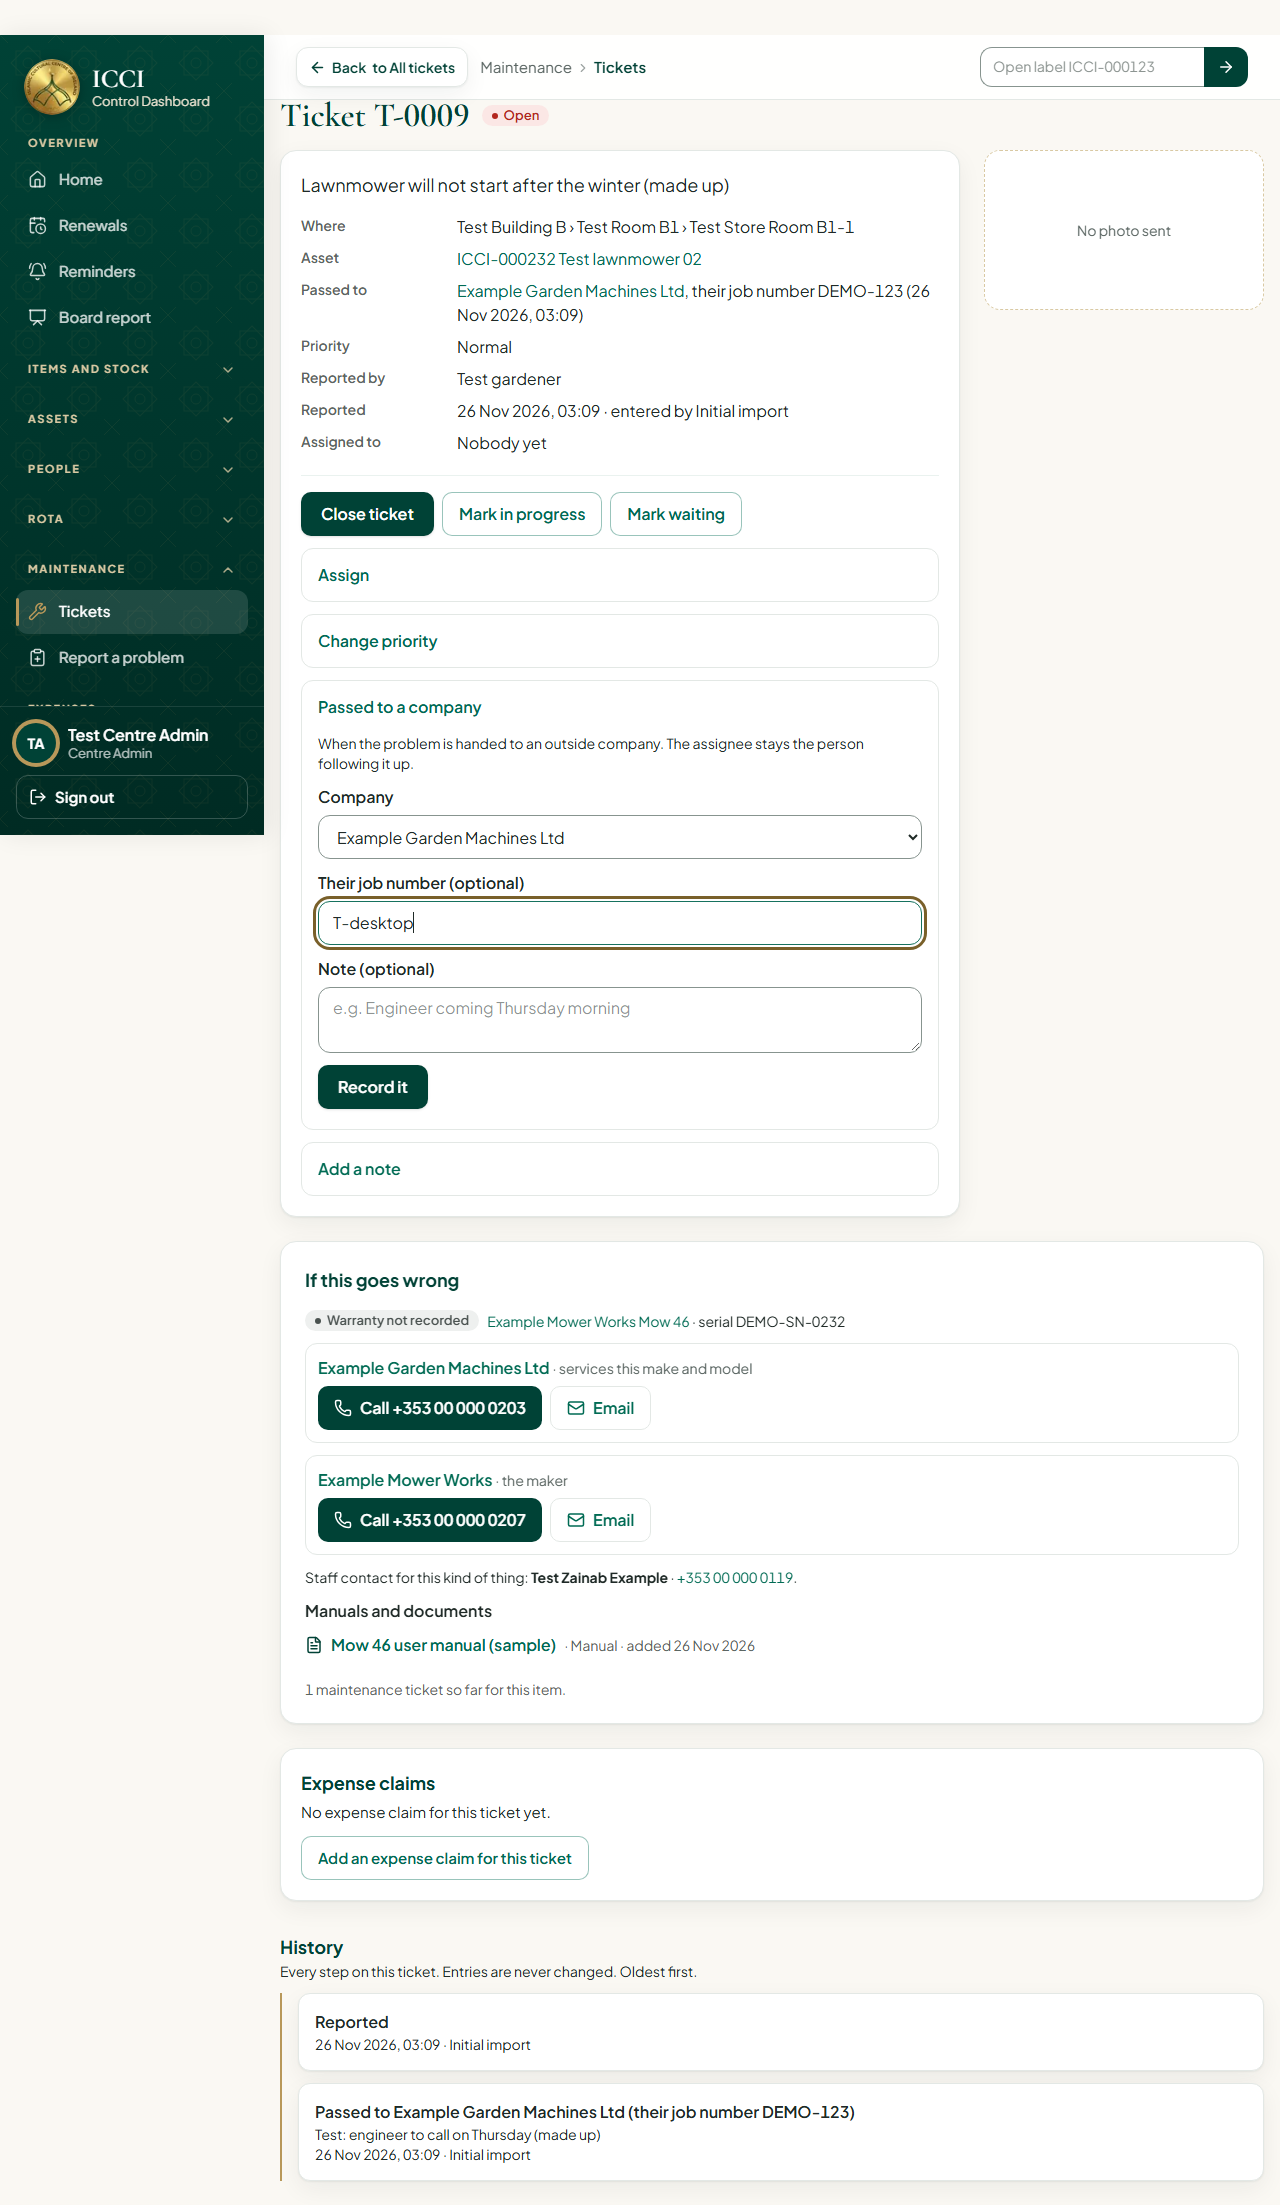 ICCI
Control Dashboard
OVERVIEW
Home
Renewals
Reminders
Board report
ITEMS AND STOCK
ASSETS
PEOPLE
ROTA
MAINTENANCE
Tickets
Report a problem
TA
Test Centre Admin
Centre Admin
Sign out
Back to All tickets
Maintenance > Tickets
Open label ICCI-000123
Ticket T-0009
Open
Lawnmower will not start after the winter (made up)
Where Test Building B › Test Room B1 › Test Store Room B1-1
Asset ICCI-000232 Test lawnmower 02
Passed to Example Garden Machines Ltd, their job number DEMO-123 (26
Nov 2026, 03:09)
Priority Normal
Reported by Test gardener
Reported 26 Nov 2026, 03:09 · entered by Initial import
Assigned to Nobody yet
No photo sent
Close ticket
Mark in progress
Mark waiting
Assign
Change priority
Passed to a company
When the problem is handed to an outside company. The assignee stays the person
following it up.
Company
Example Garden Machines Ltd
Their job number (optional)
T-desktop
Note (optional)
e.g. Engineer coming Thursday morning
Record it
Add a note
If this goes wrong
Warranty not recorded Example Mower Works Mow 46 · serial DEMO-SN-0232
Example Garden Machines Ltd · services this make and model
Call +353 00 000 0203
Email
Example Mower Works · the maker
Call +353 00 000 0207
Email
Staff contact for this kind of thing: Test Zainab Example · +353 00 000 0119.
Manuals and documents
Mow 46 user manual (sample) · Manual · added 26 Nov 2026
1 maintenance ticket so far for this item.
Expense claims
No expense claim for this ticket yet.
Add an expense claim for this ticket
History
Every step on this ticket. Entries are never changed. Oldest first.
Reported
26 Nov 2026, 03:09 · Initial import
Passed to Example Garden Machines Ltd (their job number DEMO-123)
Test: engineer to call on Thursday (made up)
26 Nov 2026, 03:09 · Initial import